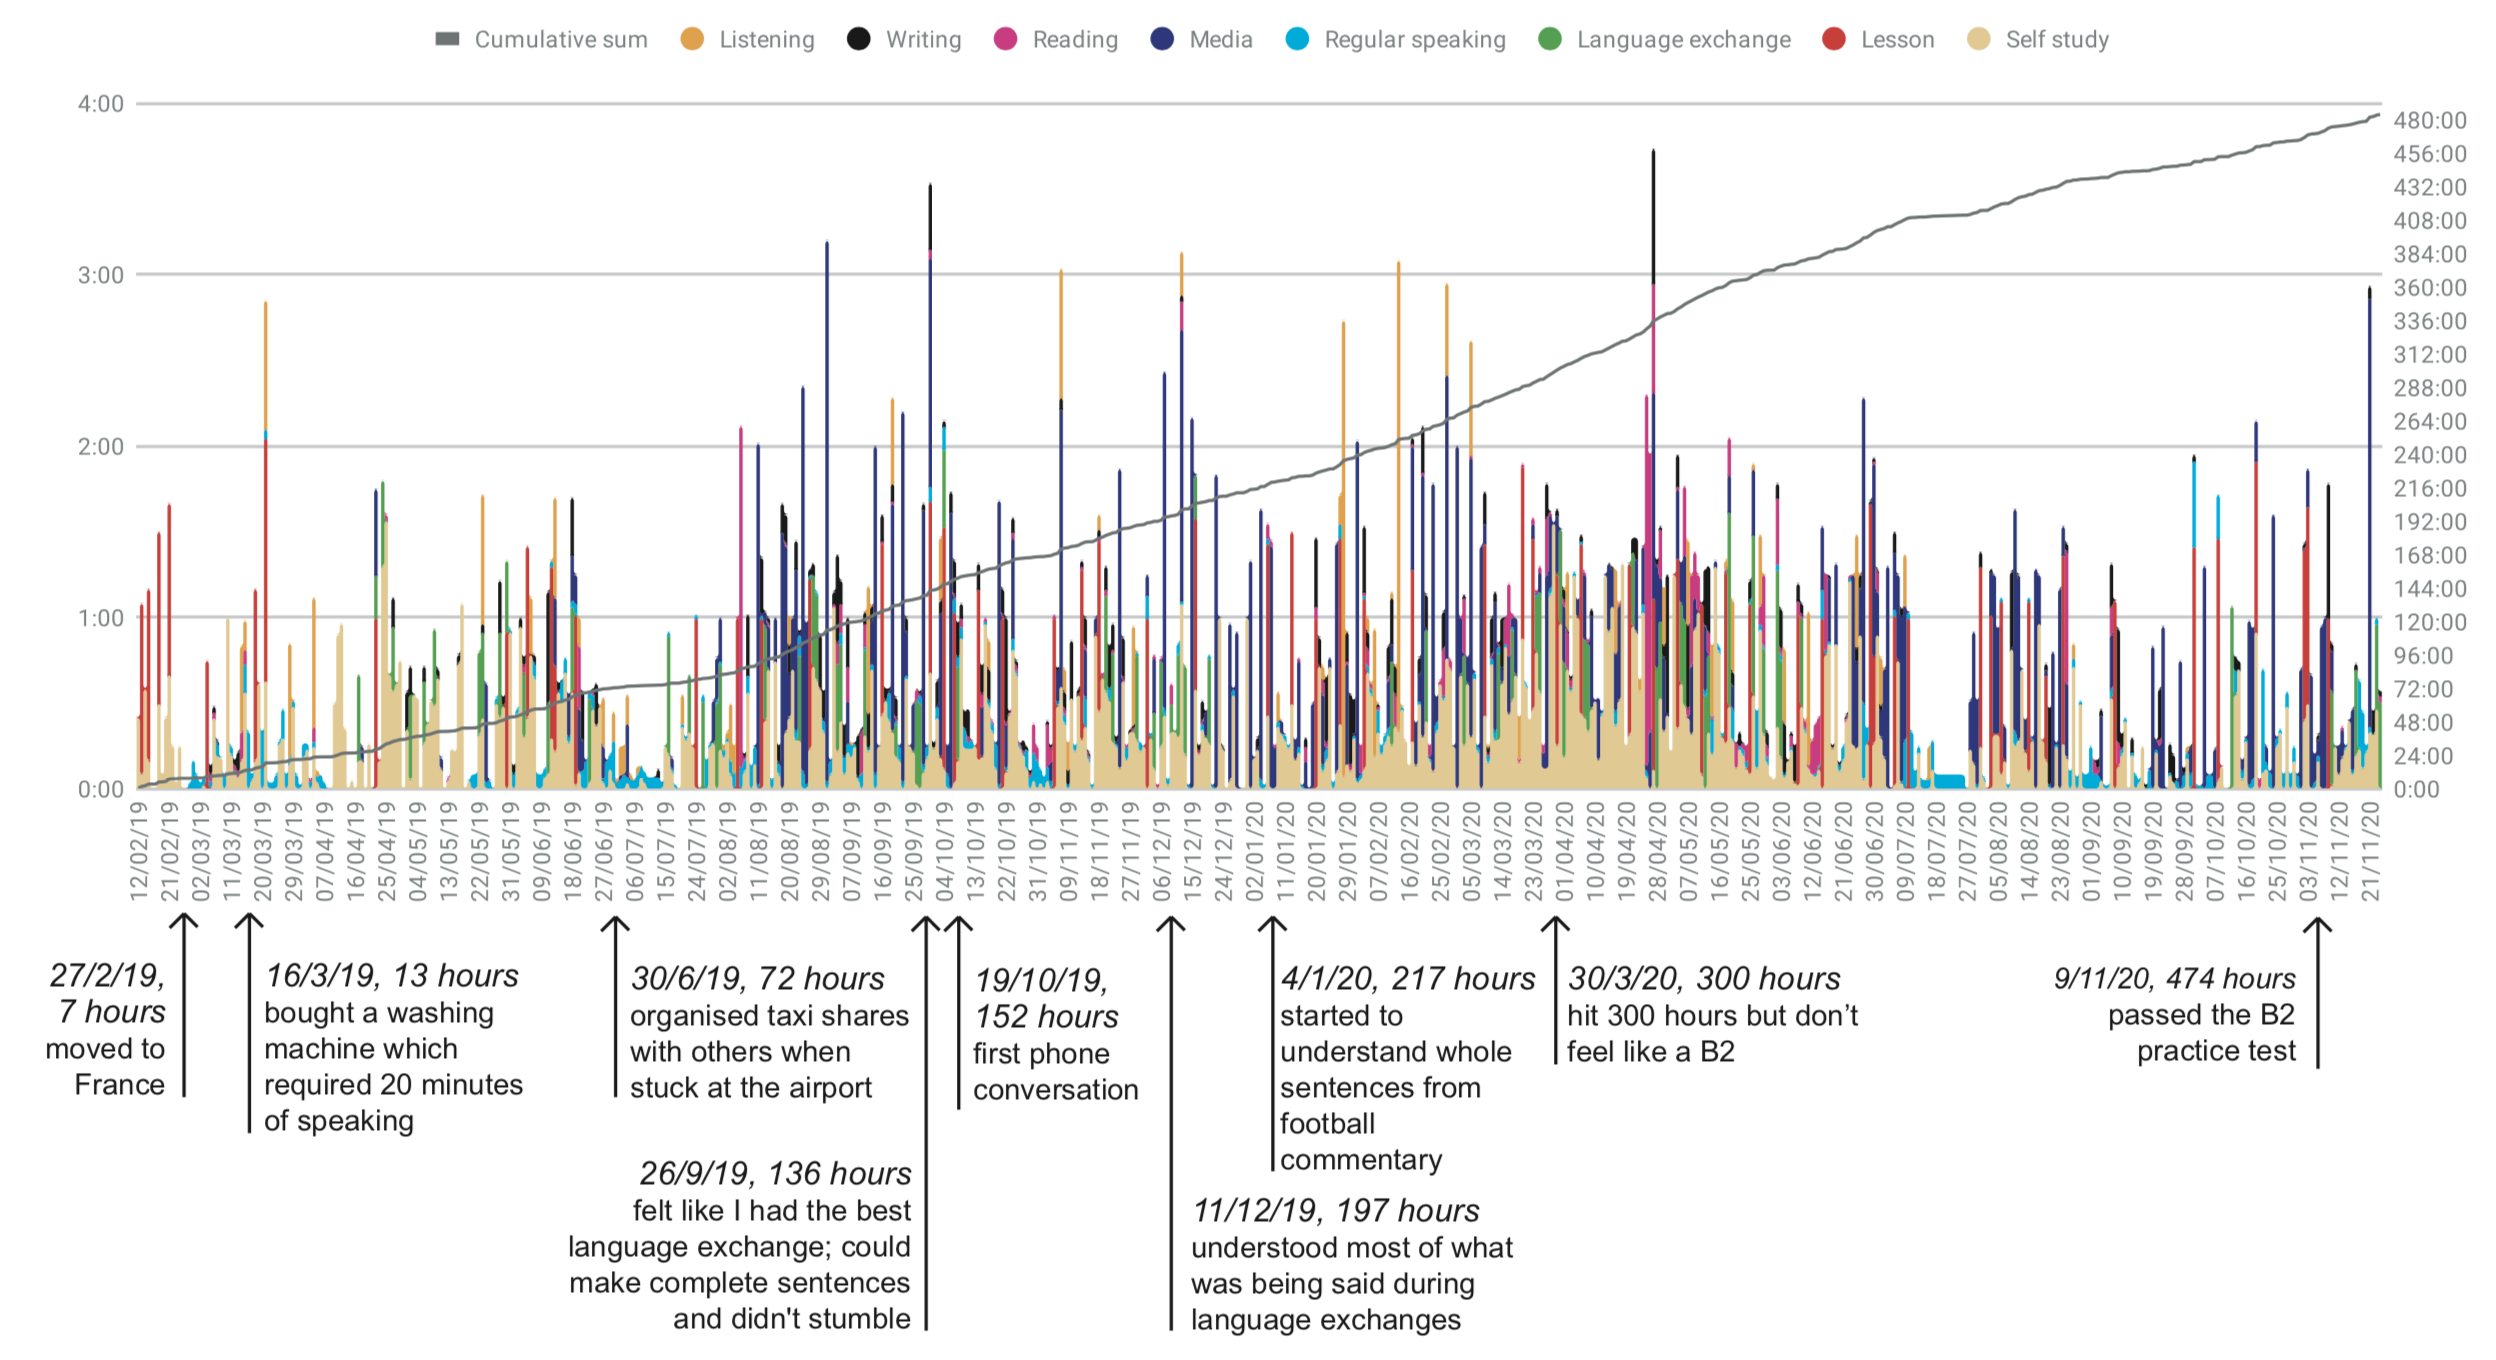 Cumulative sum Listening Writing Reading Media Regular speaking Language exchange Lesson Self study
4:00
3:00
2:00
1:00
0:00
480:00
456:00
432:00
408:00
384:00
360:00
336:00
312:00
288:00
264:00
240:00
216:00
192:00
168:00
144:00
120:00
96:00
72:00
48:00
24:00
0:00
12/02/19
21/02/19
02/03/19
11/03/19
20/03/19
29/03/19
07/04/19
16/04/19
25/04/19
04/05/19
13/05/19
22/05/19
31/05/19
09/06/19
18/06/19
27/06/19
06/07/19
15/07/19
24/07/19
02/08/19
11/08/19
20/08/19
29/08/19
07/09/19
16/09/19
25/09/19
04/10/19
13/10/19
22/10/19
31/10/19
09/11/19
18/11/19
27/11/19
06/12/19
15/12/19
24/12/19
02/01/20
11/01/20
20/01/20
29/01/20
07/02/20
16/02/20
25/02/20
05/03/20
14/03/20
23/03/20
01/04/20
10/04/20
19/04/20
28/04/20
07/05/20
16/05/20
25/05/20
03/06/20
12/06/20
21/06/20
30/06/20
09/07/20
18/07/20
27/07/20
05/08/20
14/08/20
23/08/20
01/09/20
10/09/20
19/09/20
28/09/20
07/10/20
16/10/20
25/10/20
03/11/20
12/11/20
21/11/20
27/2/19,
7 hours
moved to
France
16/3/19, 13 hours
bought a washing
machine which
required 20 minutes
of speaking
30/6/19, 72 hours
organised taxi shares
with others when
stuck at the airport
26/9/19, 136 hours
felt like I had the best
language exchange; could
make complete sentences
and didn't stumble
19/10/19,
152 hours
first phone
conversation
11/12/19, 197 hours
understood most of what
was being said during
language exchanges
4/1/20, 217 hours
started to
understand whole
sentences from
football
commentary
30/3/20, 300 hours
hit 300 hours but don’t
feel like a B2
9/11/20, 474 hours
passed the B2
practice test